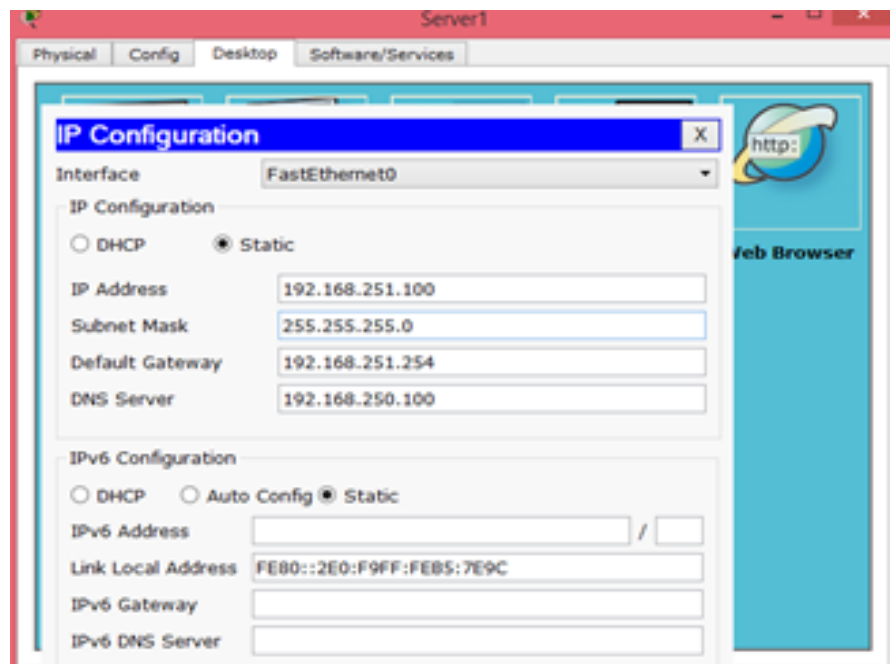 Server1
Physical Config Desktop Software/Services
IP Configuration X
http:
Interface FastEthernet0
IP Configuration
DHCP Static
Web Browser
IP Address 192.168.251.100
Subnet Mask 255.255.255.0
Default Gateway 192.168.251.254
DNS Server 192.168.250.100
IPv6 Configuration
DHCP Auto Config Static
IPv6 Address /
Link Local Address FE80::2E0:F9FF:FEB5:7E9C
IPv6 Gateway
IPv6 DNS Server